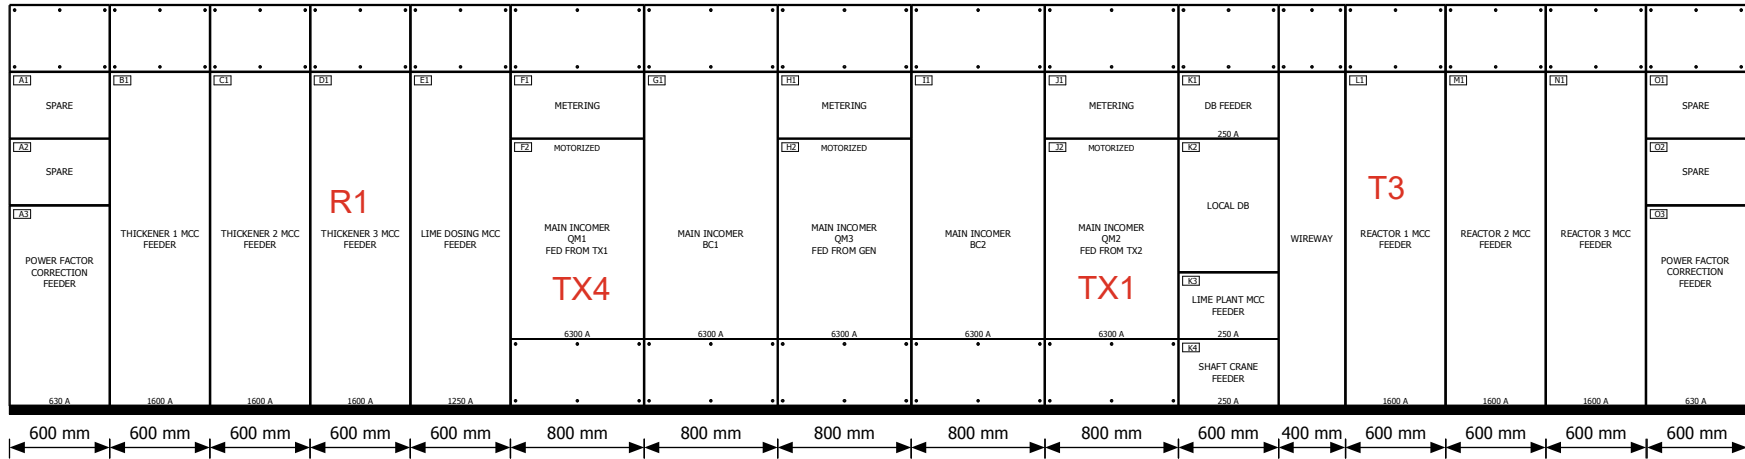 A1
SPARE
A2
SPARE
A3
POWER FACTOR
CORRECTION
FEEDER
630 A
B1
THICKENER 1 MCC
FEEDER
1600 A
C1
THICKENER 2 MCC
FEEDER
1600 A
D1
R1
THICKENER 3 MCC
FEEDER
1600 A
E1
LIME DOSING MCC
FEEDER
1250 A
F1
METERING
F2
MOTORIZED
MAIN INCOMER
QM1
FED FROM TX1
TX4
6300 A
G1
MAIN INCOMER
BC1
6300 A
H1
METERING
H2
MOTORIZED
MAIN INCOMER
QM3
FED FROM GEN
6300 A
I1
MAIN INCOMER
BC2
6300 A
J1
METERING
J2
MOTORIZED
MAIN INCOMER
QM2
FED FROM TX2
TX1
6300 A
K1
DB FEEDER
250 A
K2
LOCAL DB
K3
LIME PLANT MCC
FEEDER
250 A
K4
SHAFT CRANE
FEEDER
250 A
WIREWAY
L1
T3
REACTOR 1 MCC
FEEDER
1600 A
M1
REACTOR 2 MCC
FEEDER
1600 A
N1
REACTOR 3 MCC
FEEDER
1600 A
O1
SPARE
O2
SPARE
O3
POWER FACTOR
CORRECTION
FEEDER
630 A
600 mm
600 mm
600 mm
600 mm
600 mm
800 mm
800 mm
800 mm
800 mm
800 mm
600 mm
400 mm
600 mm
600 mm
600 mm
600 mm